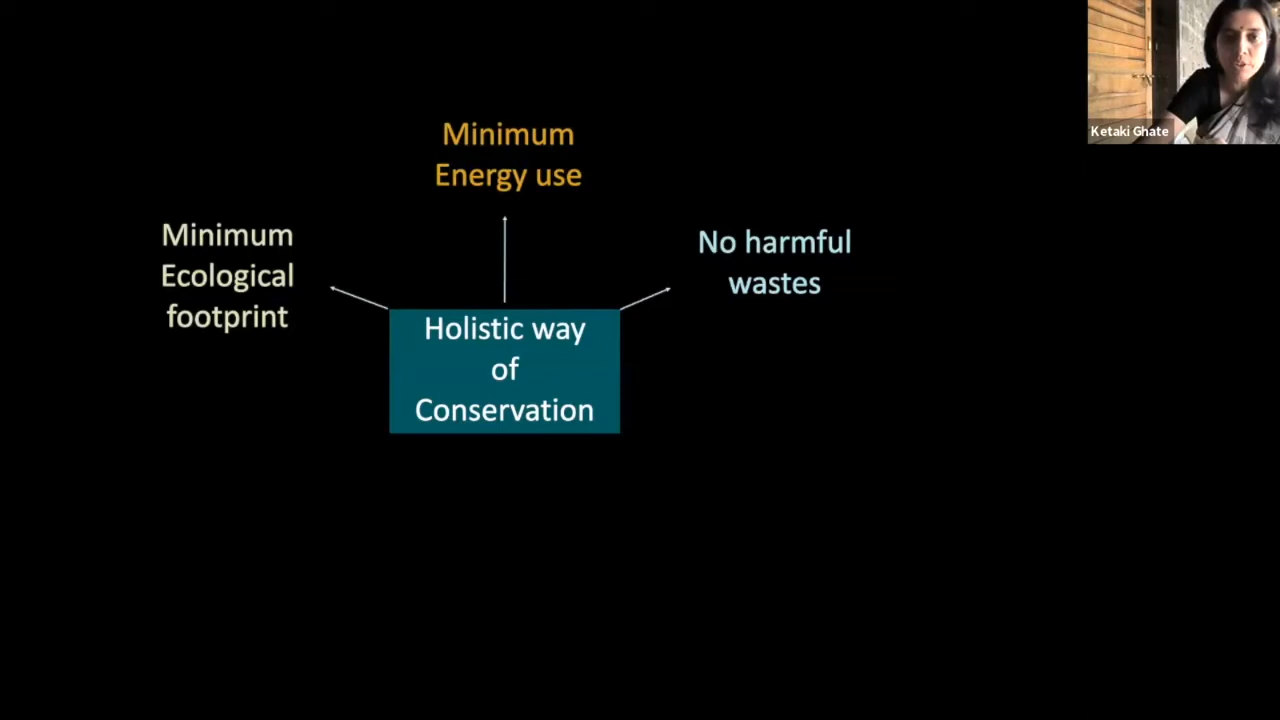 Ketaki Ghate
Minimum
Energy use
Minimum
Ecological
footprint
No harmful
wastes
Holistic way
of
Conservation